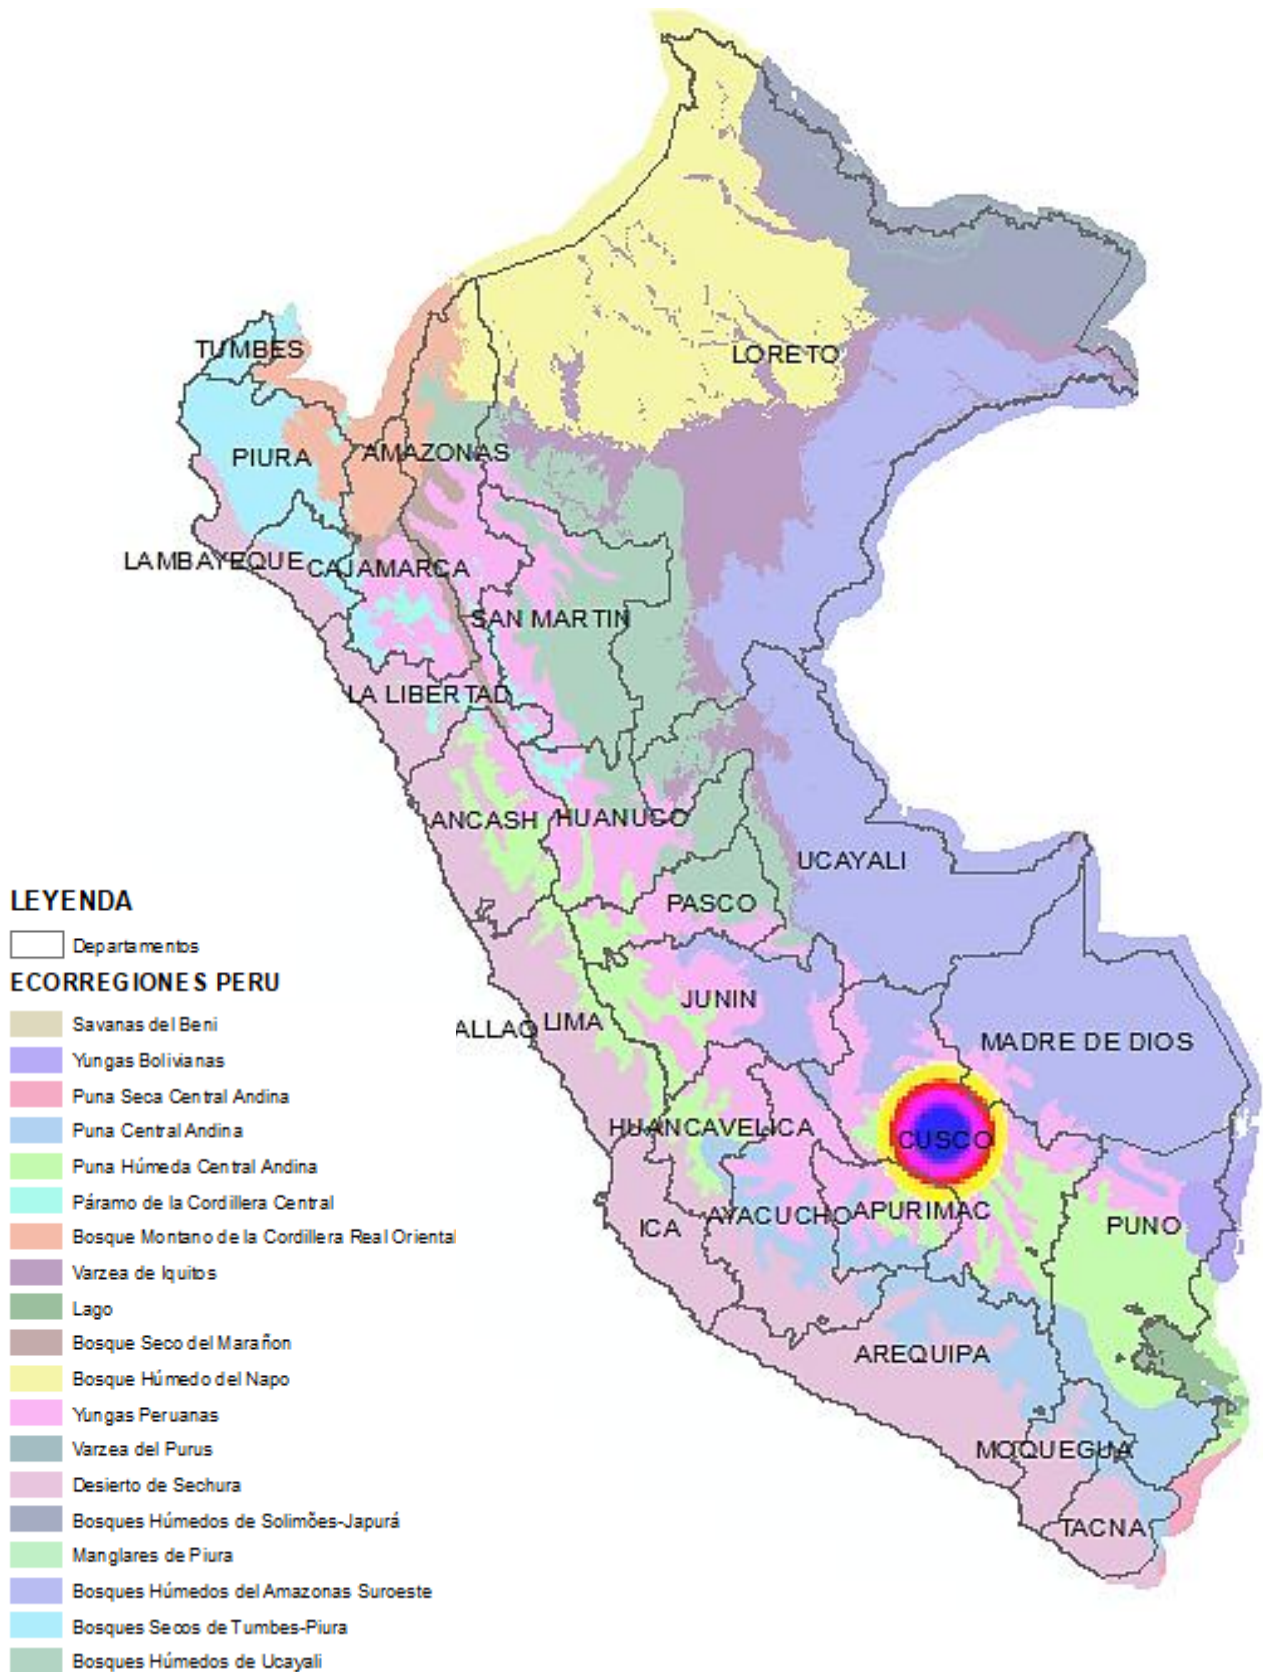 TUMBES
LORETO
PIURA
AMAZONAS
LAMBAYEQUE
CAJAMARCA
SAN MARTIN
LA LIBERTAD
ANCASH
HUANUCO
UCAYALI
PASCO
JUNIN
ALLAO
LIMA
MADRE DE DIOS
HUANCAVELICA
CUSCO
ICA
AYACUCHO
APURIMAC
PUNO
AREQUIPA
MOQUEGUA
TACNA
LEYENDA
Departamentos
ECORREGIONES PERU
Savanas del Beni
Yungas Bolivianas
Puna Seca Central Andina
Puna Central Andina
Puna Húmeda Central Andina
Páramo de la Cordillera Central
Bosque Montano de la Cordillera Real Oriental
Varzea de Iquitos
Lago
Bosque Seco del Marañon
Bosque Húmedo del Napo
Yungas Peruanas
Varzea del Purus
Desierto de Sechura
Bosques Húmedos de Solimões-Japurá
Manglares de Piura
Bosques Húmedos del Amazonas Suroeste
Bosques Secos de Tumbes-Piura
Bosques Húmedos de Ucayali